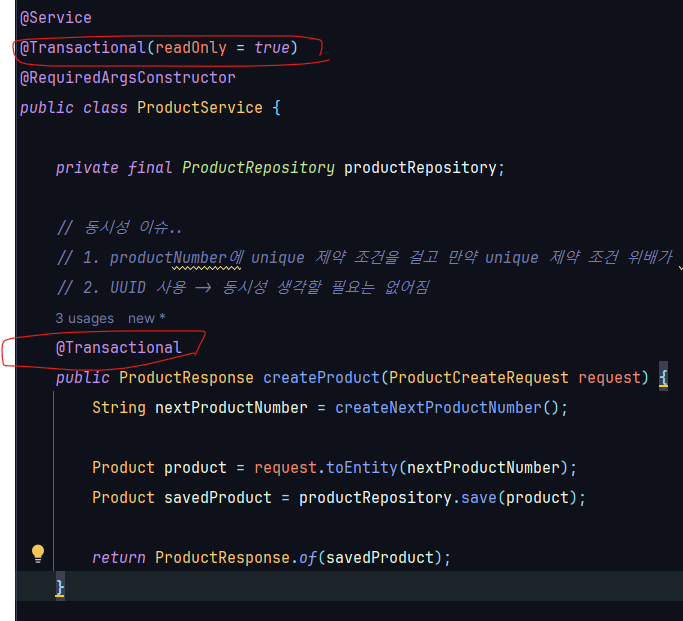 @Service
@Transactional(readOnly = true)
@RequiredArgsConstructor
public class ProductService {
private final ProductRepository productRepository;
// 동시성 이슈..
// 1. productNumber에 unique 제약 조건을 걸고 만약 unique 제약 조건 위배가
// 2. UUID 사용 → 동시성 생각할 필요는 없어짐
3 usages new *
@Transactional
public ProductResponse createProduct(ProductCreateRequest request) {
String nextProductNumber = createNextProductNumber();
Product product = request.toEntity(nextProductNumber);
Product savedProduct = productRepository.save(product);
return ProductResponse.of(savedProduct);
}